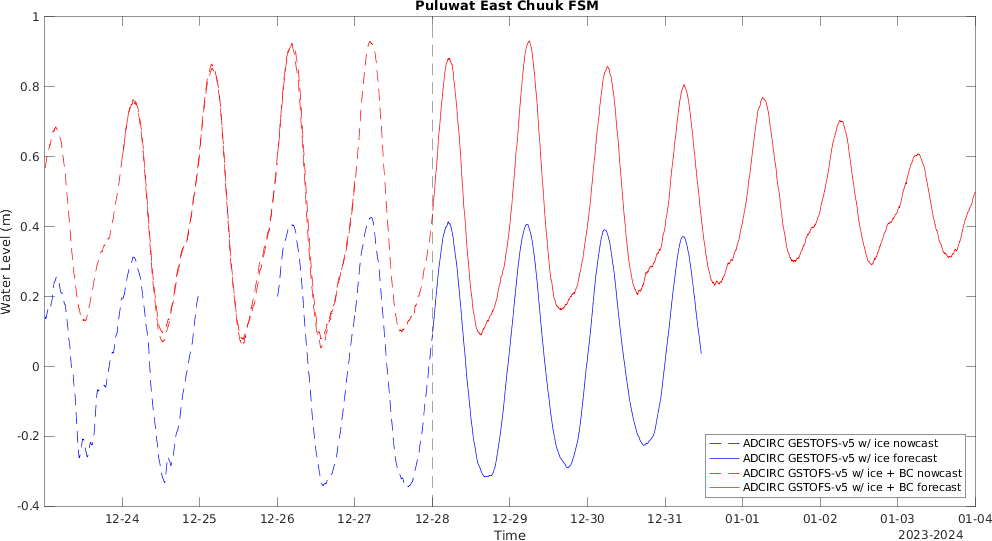 Puluwat East Chuuk FSM
1
0.8
0.6
0.4
0.2
0
-0.2
-0.4
Water Level (m)
ADCIRC GESTOFS-v5 w/ ice nowcast
ADCIRC GESTOFS-v5 w/ ice forecast
ADCIRC GSTOFS-v5 w/ ice + BC nowcast
ADCIRC GSTOFS-v5 w/ ice + BC forecast
12-24 12-25 12-26 12-27 12-28 12-29 12-30 12-31 01-01 01-02 01-03 01-04
Time
2023-2024